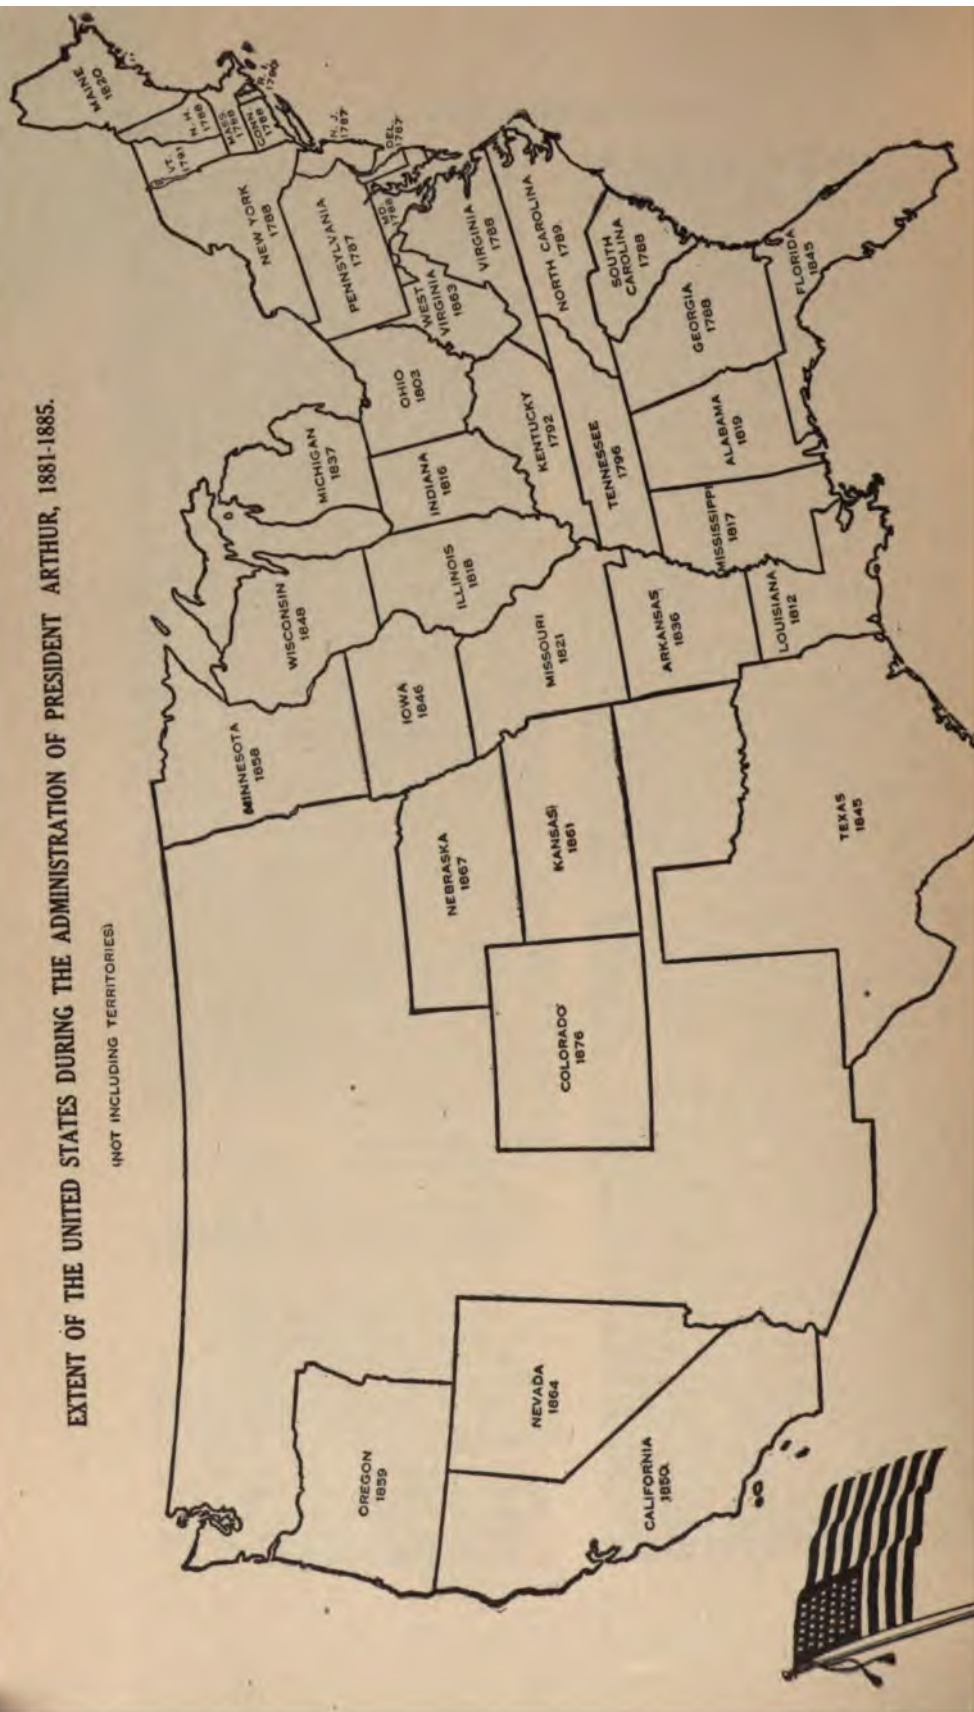 EXTENT OF THE UNITED STATES DURING THE ADMINISTRATION OF PRESIDENT ARTHUR, 1881-1885.
(NOT INCLUDING TERRITORIES)
MAINE
1820
VT.
1791
N. H.
1788
MASS
1788
CONN
1788
R. I.
1790
NEW YORK
1788
N. J.
1787
PENNSYLVANIA
1787
DEL.
1787
MD.
1788
MINNESOTA
1858
WISCONSIN
1848
MICHIGAN
1837
OREGON
1859
IOWA
1846
ILLINOIS
1818
INDIANA
1816
OHIO
1803
WEST
VIRGINIA
1863
VIRGINIA
1788
NEBRASKA
1867
NEVADA
1864
COLORADO
1876
KANSAS
1861
MISSOURI
1821
KENTUCKY
1792
NORTH CAROLINA
1789
TENNESSEE
1796
SOUTH
CAROLINA
1788
CALIFORNIA
1850
ARKANSAS
1836
MISSISSIPPI
1817
ALABAMA
1819
GEORGIA
1788
LOUISIANA
1812
FLORIDA
1845
TEXAS
1845